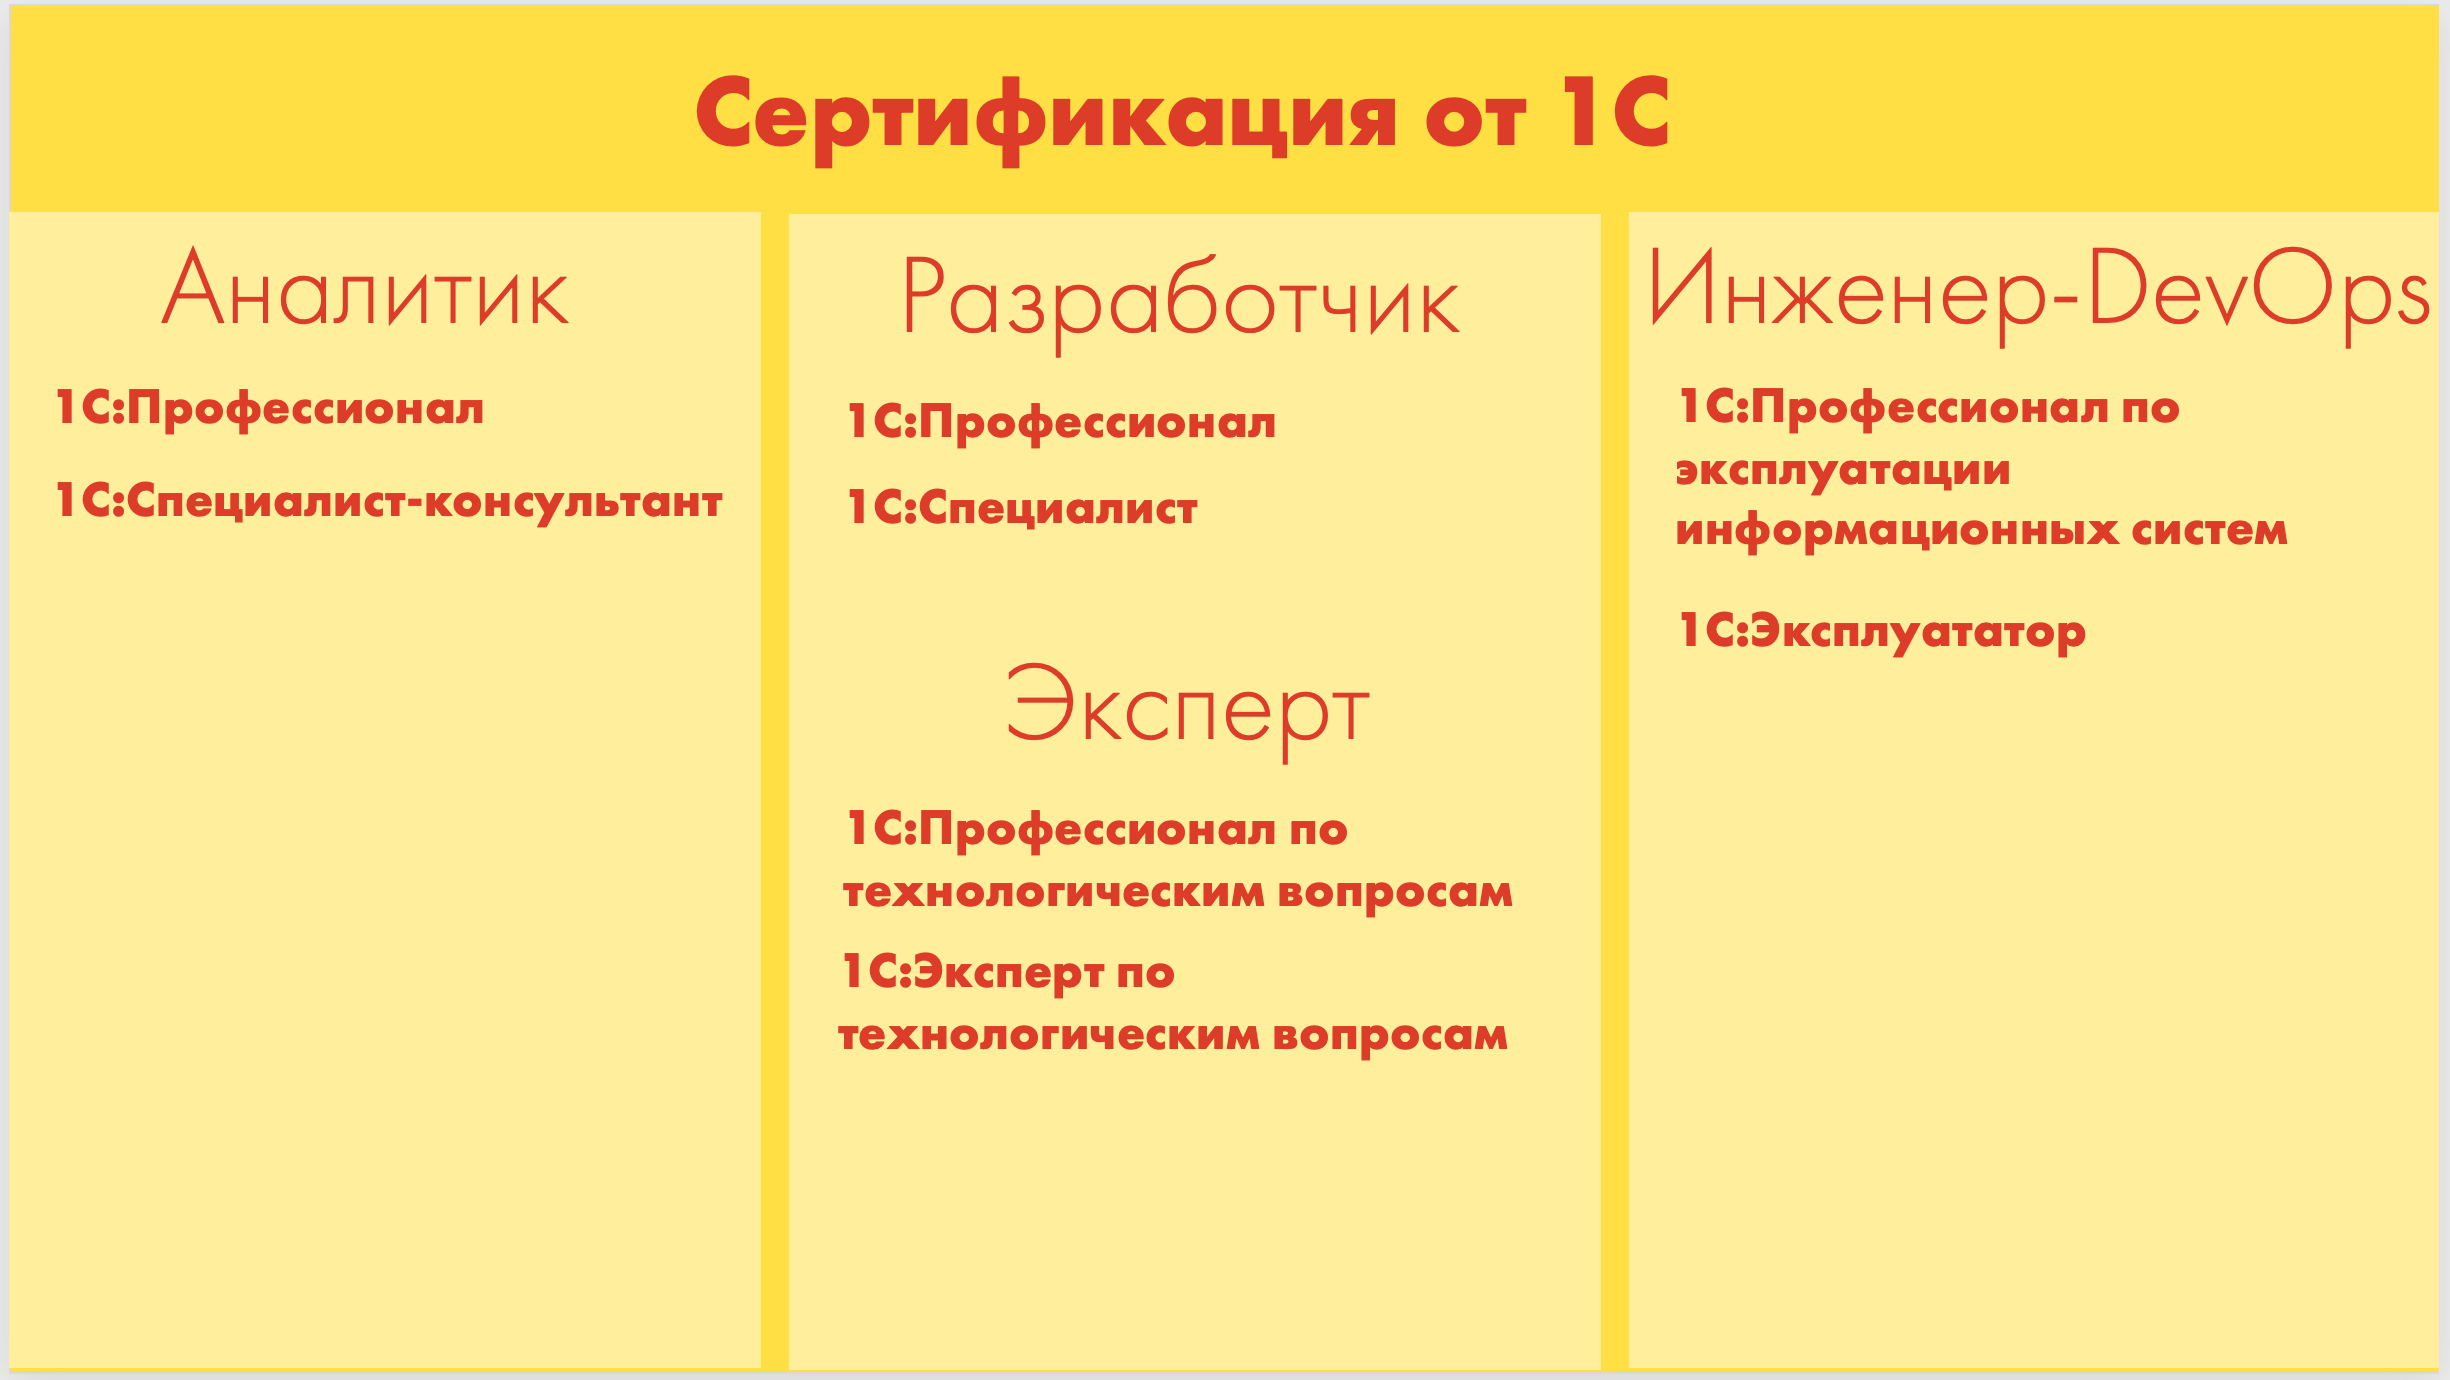 Сертификация от 1С
Аналитик
1С:Профессионал
1С:Специалист-консультант
Разработчик
1С:Профессионал
1С:Специалист
Эксперт
1С:Профессионал по
технологическим вопросам
1С:Эксперт по
технологическим вопросам
Инженер-DevOps
1С:Профессионал по
эксплуатации
информационных систем
1С:Эксплуататор